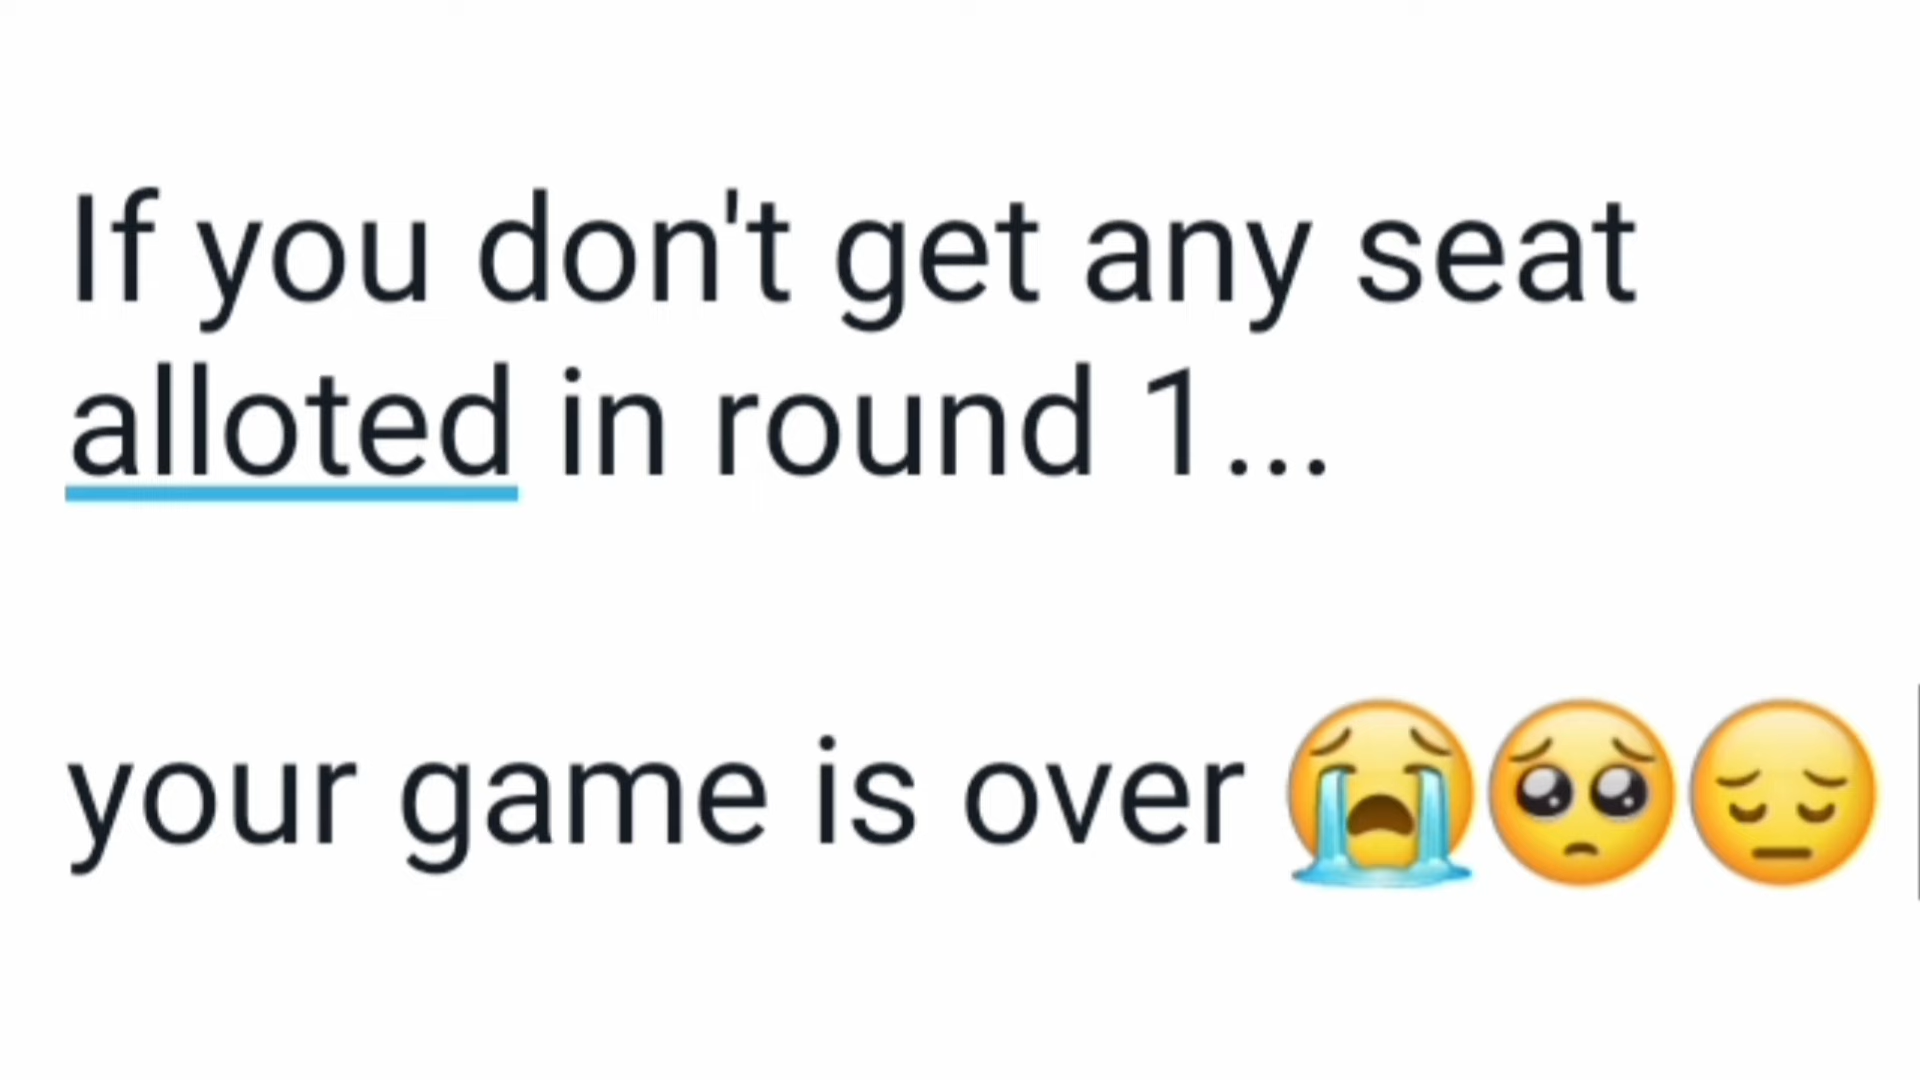 If you don't get any seat
alloted in round 1...
your game is over 😭🥺😔